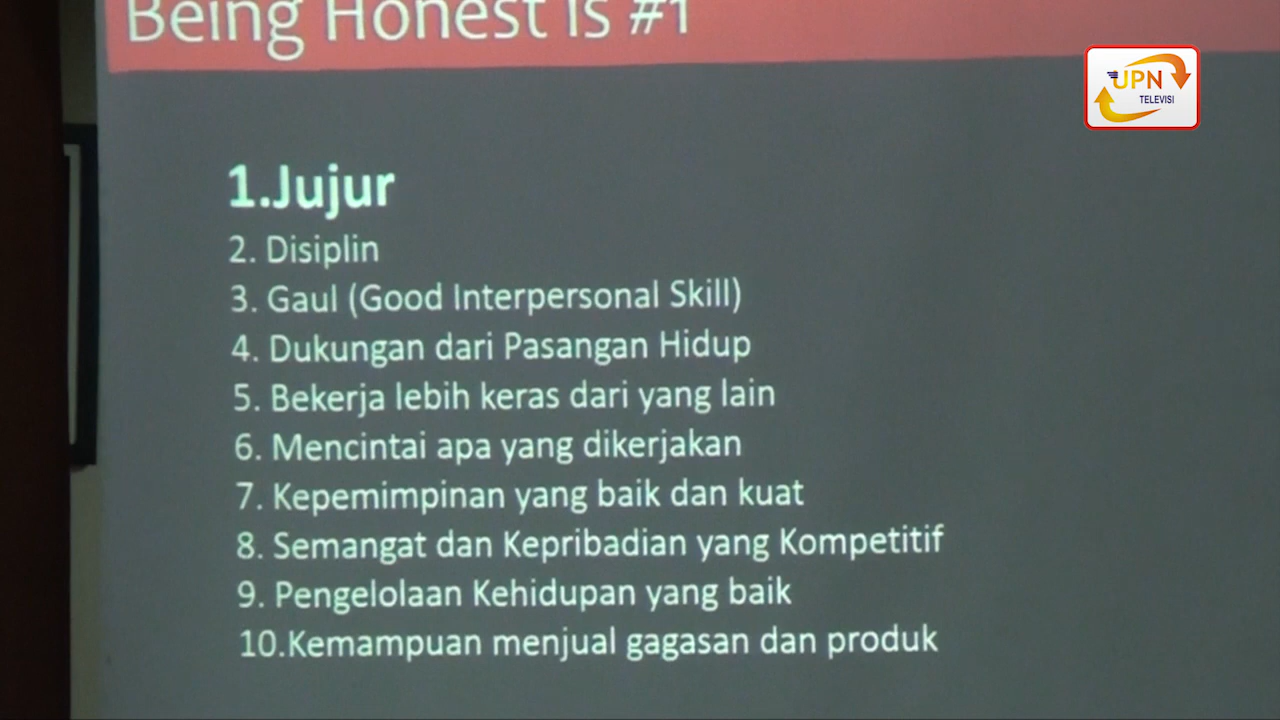 Being Honest is #1
UPN
TELEVISI
1.Jujur
2. Disiplin
3. Gaul (Good Interpersonal Skill)
4. Dukungan dari Pasangan Hidup
5. Bekerja lebih keras dari yang lain
6. Mencintai apa yang dikerjakan
7. Kepemimpinan yang baik dan kuat
8. Semangat dan Kepribadian yang Kompetitif
9. Pengelolaan Kehidupan yang baik
10.Kemampuan menjual gagasan dan produk